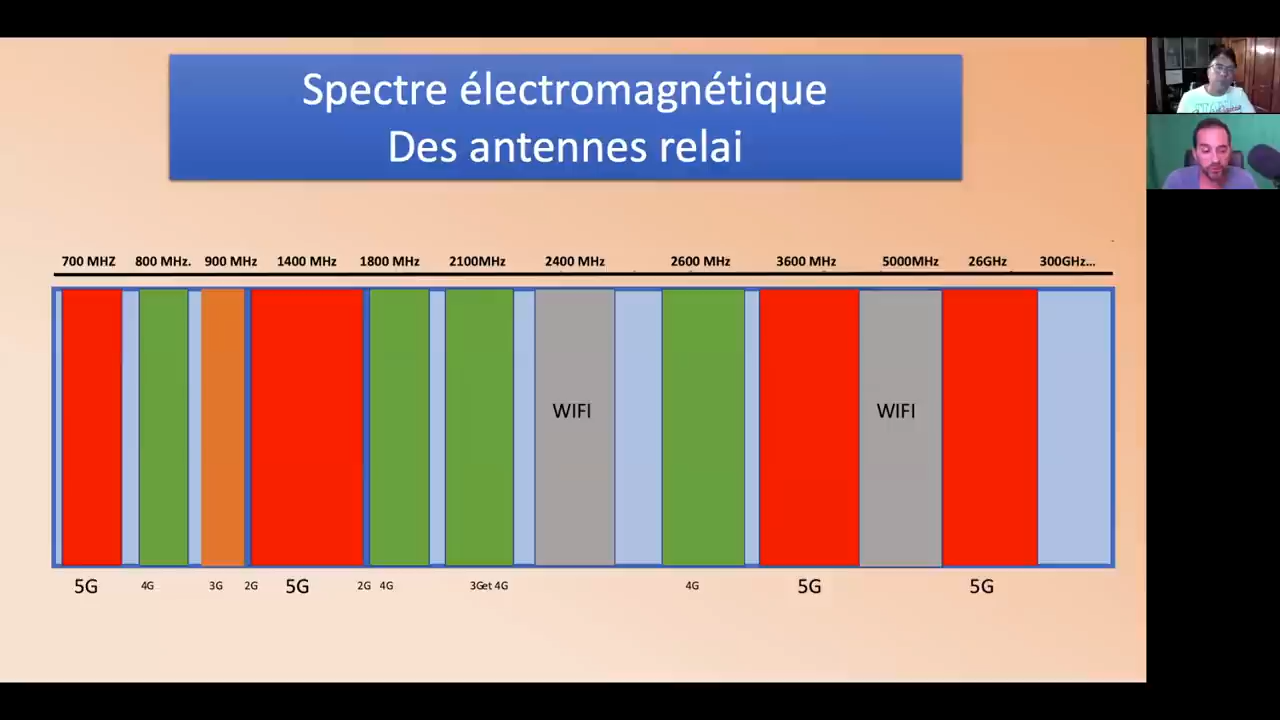 Spectre électromagnétique
Des antennes relai
700 MHZ 800 MHz. 900 MHz 1400 MHz 1800 MHz 2100MHz 2400 MHz 2600 MHz 3600 MHz 5000MHz 26GHz 300GHz...
WIFI WIFI
5G 4G 3G 2G 5G 2G 4G 3Get 4G 4G 5G 5G